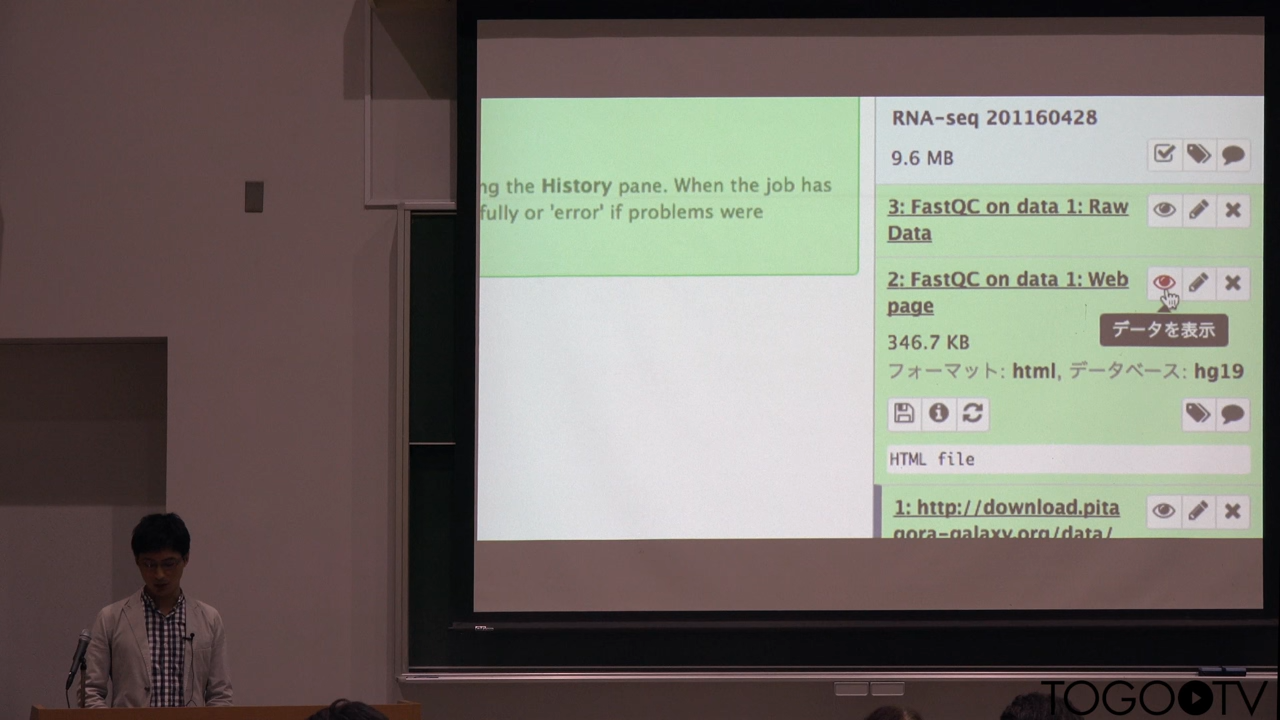 ng the History pane. When the job has
fully or 'error' if problems were
RNA-seq 201160428
9.6 MB
3: FastQC on data 1: Raw
Data
2: FastQC on data 1: Web
page
データを表示
346.7 KB
フォーマット: html, データベース: hg19
HTML file
1: http://download.pita
gora-galaxy.org/data/
TOGOTV